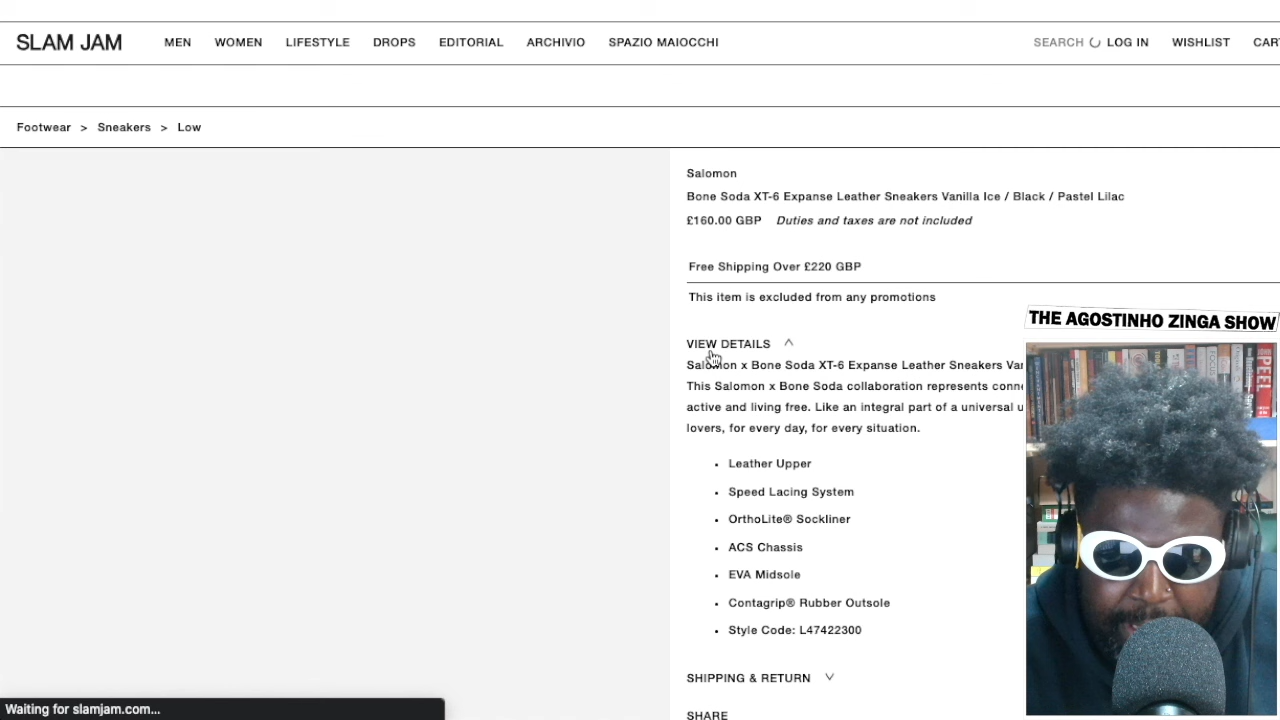 SLAM JAM MEN WOMEN LIFESTYLE DROPS EDITORIAL ARCHIVIO SPAZIO MAIOCCHI SEARCH LOG IN WISHLIST CAR
Footwear > Sneakers > Low
Salomon
Bone Soda XT-6 Expanse Leather Sneakers Vanilla Ice / Black / Pastel Lilac
£160.00 GBP Duties and taxes are not included
Free Shipping Over £220 GBP
This item is excluded from any promotions
THE AGOSTINHO ZINGA SHOW
VIEW DETAILS
Salomon x Bone Soda XT-6 Expanse Leather Sneakers Va
This Salomon x Bone Soda collaboration represents conn
active and living free. Like an integral part of a universal u
lovers, for every day, for every situation.
• Leather Upper
• Speed Lacing System
• OrthoLite® Sockliner
• ACS Chassis
• EVA Midsole
• Contagrip® Rubber Outsole
• Style Code: L47422300
SHIPPING & RETURN
SHARE
Waiting for slamjam.com...
PEEL